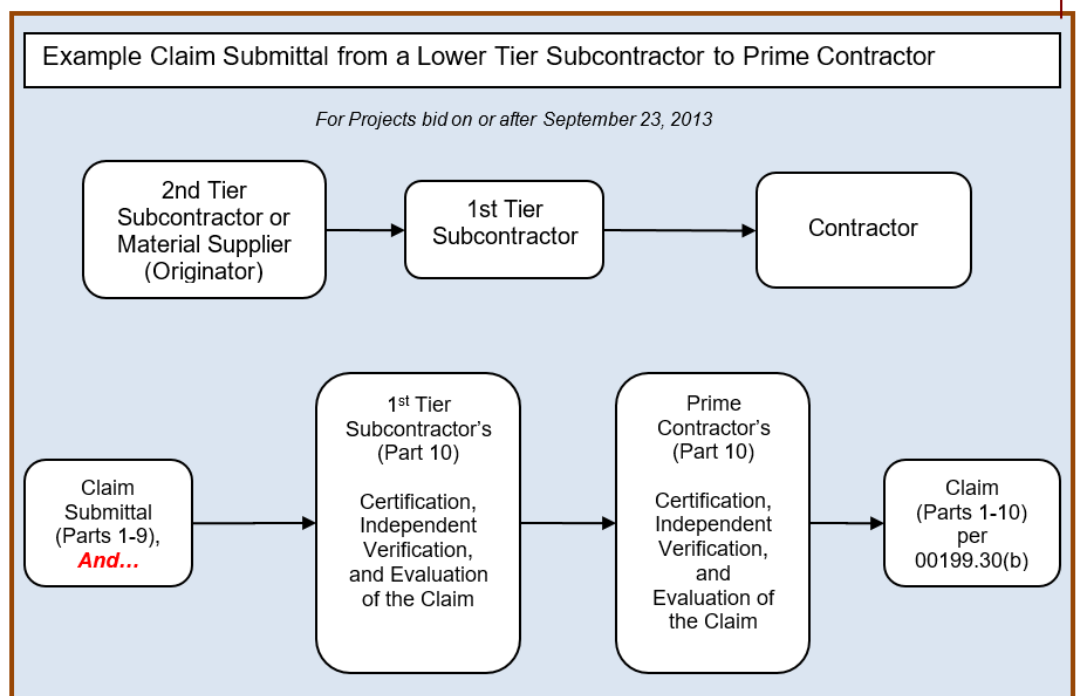 Example Claim Submittal from a Lower Tier Subcontractor to Prime Contractor
For Projects bid on or after September 23, 2013
2nd Tier
Subcontractor or
Material Supplier
(Originator)
1st Tier
Subcontractor
Contractor
Claim
Submittal
(Parts 1-9),
And...
1st Tier
Subcontractor's
(Part 10)
Certification,
Independent
Verification,
and Evaluation
of the Claim
Prime
Contractor's
(Part 10)
Certification,
Independent
Verification,
and
Evaluation of
the Claim
Claim
(Parts 1-10)
per
00199.30(b)